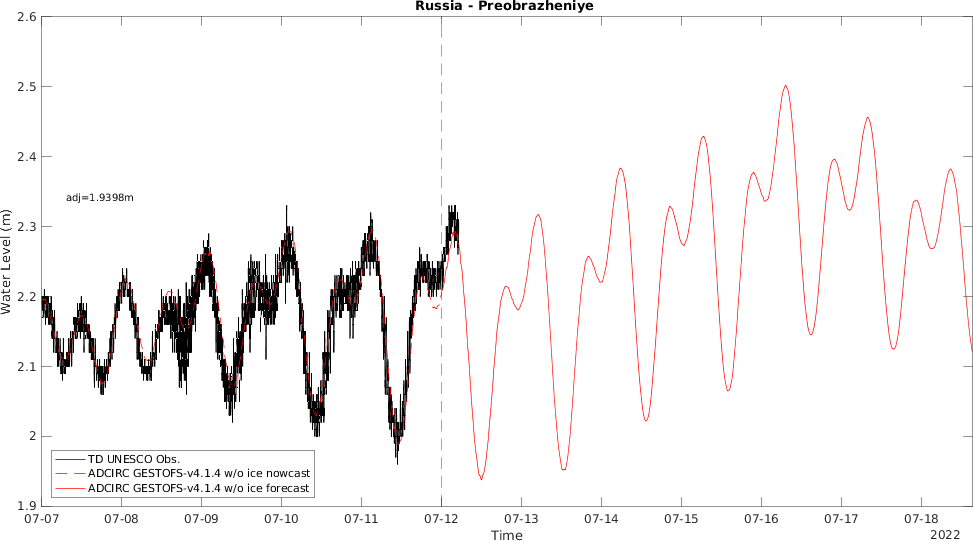 Russia - Preobrazheniye
2.6
2.5
2.4
2.3
2.2
2.1
2
1.9
Water Level (m)
adj=1.9398m
TD UNESCO Obs.
ADCIRC GESTOFS-v4.1.4 w/o ice nowcast
ADCIRC GESTOFS-v4.1.4 w/o ice forecast
07-07 07-08 07-09 07-10 07-11 07-12 07-13 07-14 07-15 07-16 07-17 07-18
Time
2022